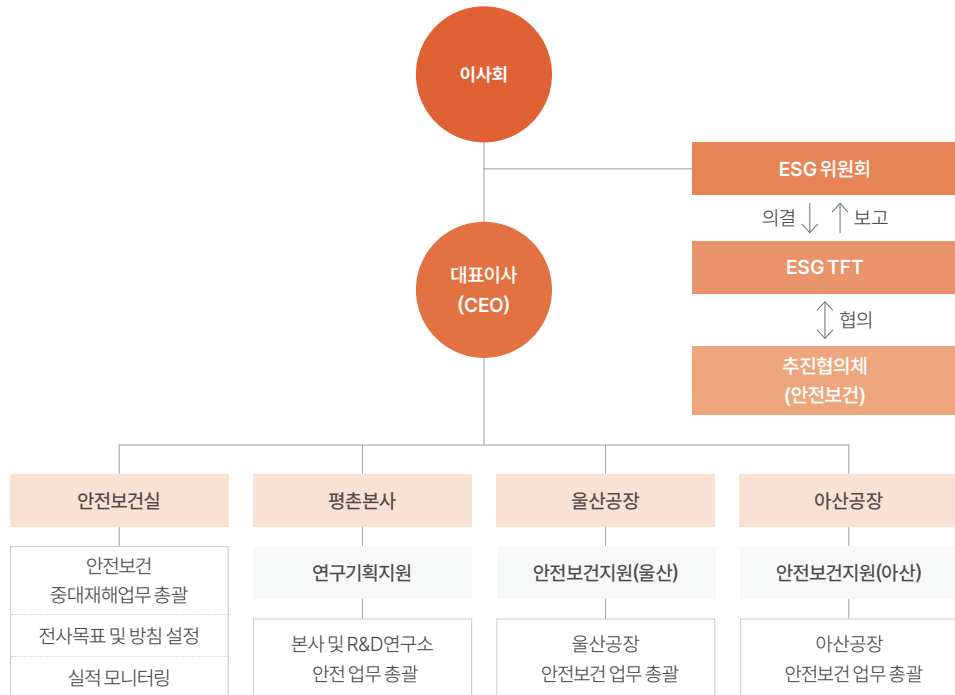 이사회
ESG 위원회
의결
보고
ESG TFT
대표이사
(CEO)
협의
추진협의체
(안전보건)
안전보건실
평촌본사
울산공장
아산공장
안전보건
중대재해업무 총괄
전사목표 및 방침 설정
실적 모니터링
연구기획지원
본사 및 R&D연구소
안전 업무 총괄
안전보건지원(울산)
울산공장
안전보건 업무 총괄
안전보건지원(아산)
아산공장
안전보건 업무 총괄